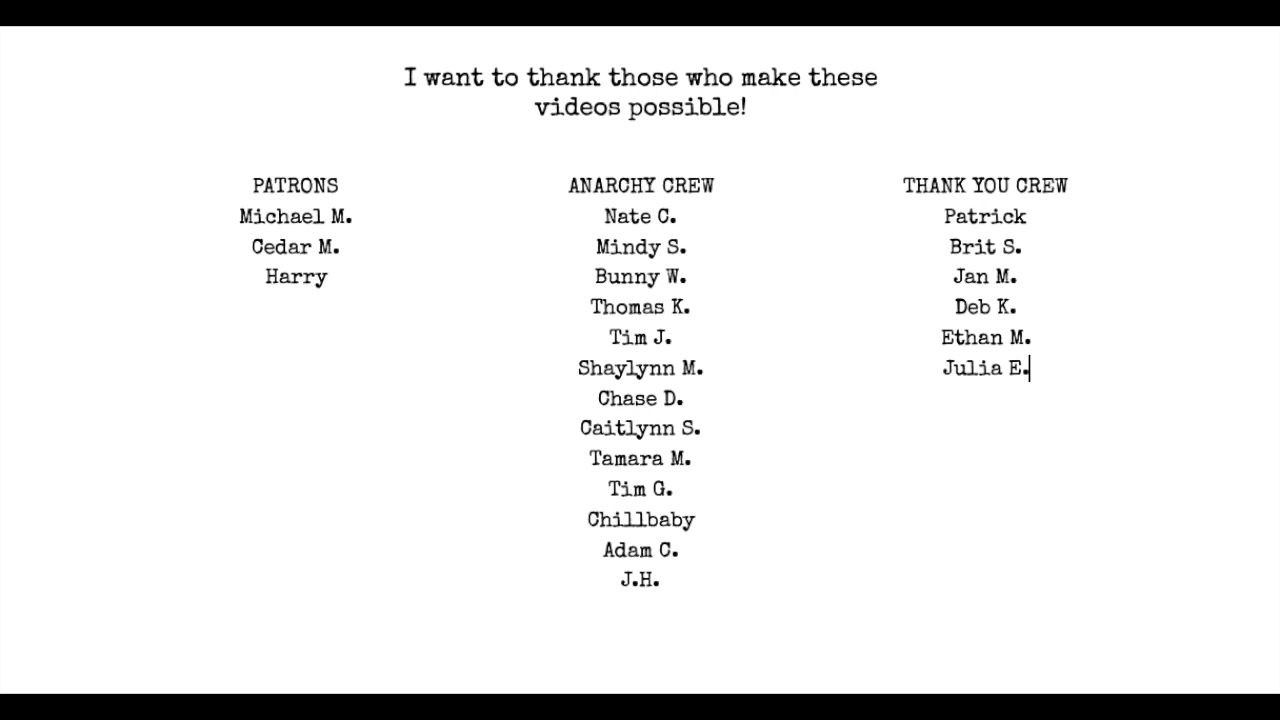 I want to thank those who make these
videos possible!
PATRONS
Michael M.
Cedar M.
Harry
ANARCHY CREW
Nate C.
Mindy S.
Bunny W.
Thomas K.
Tim J.
Shaylynn M.
Chase D.
Caitlynn S.
Tamara M.
Tim G.
Chillbaby
Adam C.
J.H.
THANK YOU CREW
Patrick
Brit S.
Jan M.
Deb K.
Ethan M.
Julia E.